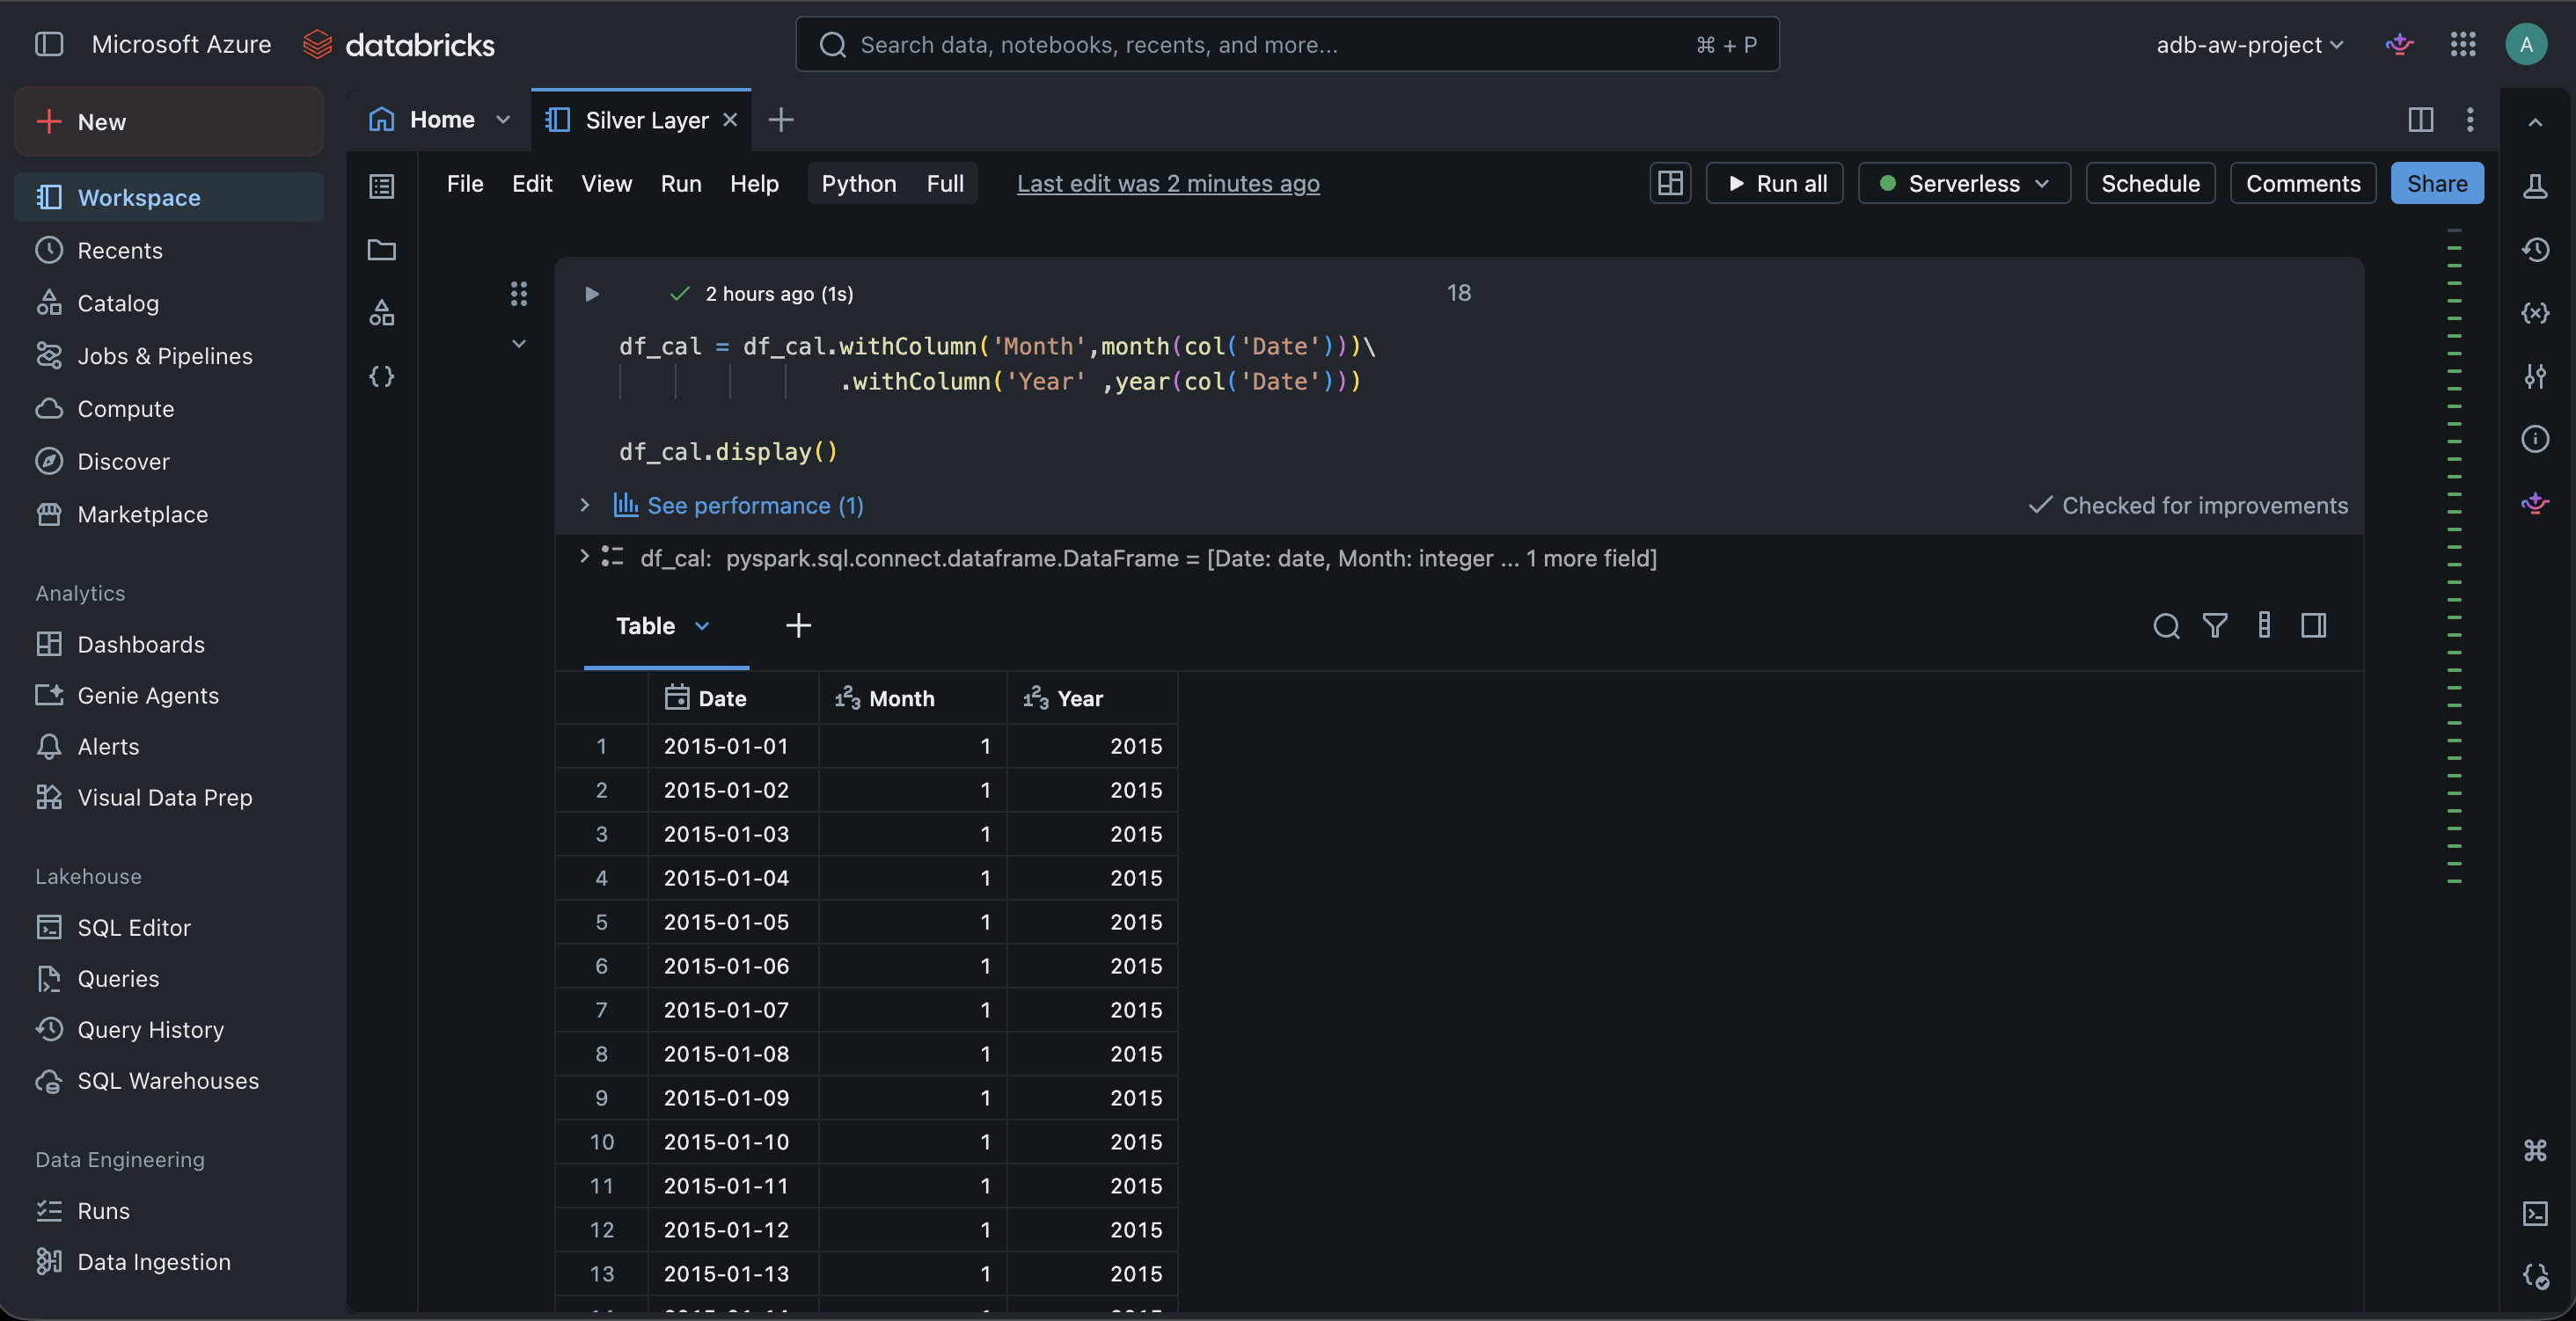 Microsoft Azure databricks
Search data, notebooks, recents, and more... ⌘ + P
adb-aw-project
A
New
Workspace
Recents
Catalog
Jobs & Pipelines
Compute
Discover
Marketplace
Analytics
Dashboards
Genie Agents
Alerts
Visual Data Prep
Lakehouse
SQL Editor
Queries
Query History
SQL Warehouses
Data Engineering
Runs
Data Ingestion
Home
Silver Layer
File Edit View Run Help Python Full Last edit was 2 minutes ago
Run all Serverless Schedule Comments Share
2 hours ago (1s) 18
df_cal = df_cal.withColumn('Month',month(col('Date')))\
.withColumn('Year' ,year(col('Date')))
df_cal.display()
See performance (1) Checked for improvements
df_cal: pyspark.sql.connect.dataframe.DataFrame = [Date: date, Month: integer ... 1 more field]
Table
Date Month Year
1 2015-01-01 1 2015
2 2015-01-02 1 2015
3 2015-01-03 1 2015
4 2015-01-04 1 2015
5 2015-01-05 1 2015
6 2015-01-06 1 2015
7 2015-01-07 1 2015
8 2015-01-08 1 2015
9 2015-01-09 1 2015
10 2015-01-10 1 2015
11 2015-01-11 1 2015
12 2015-01-12 1 2015
13 2015-01-13 1 2015